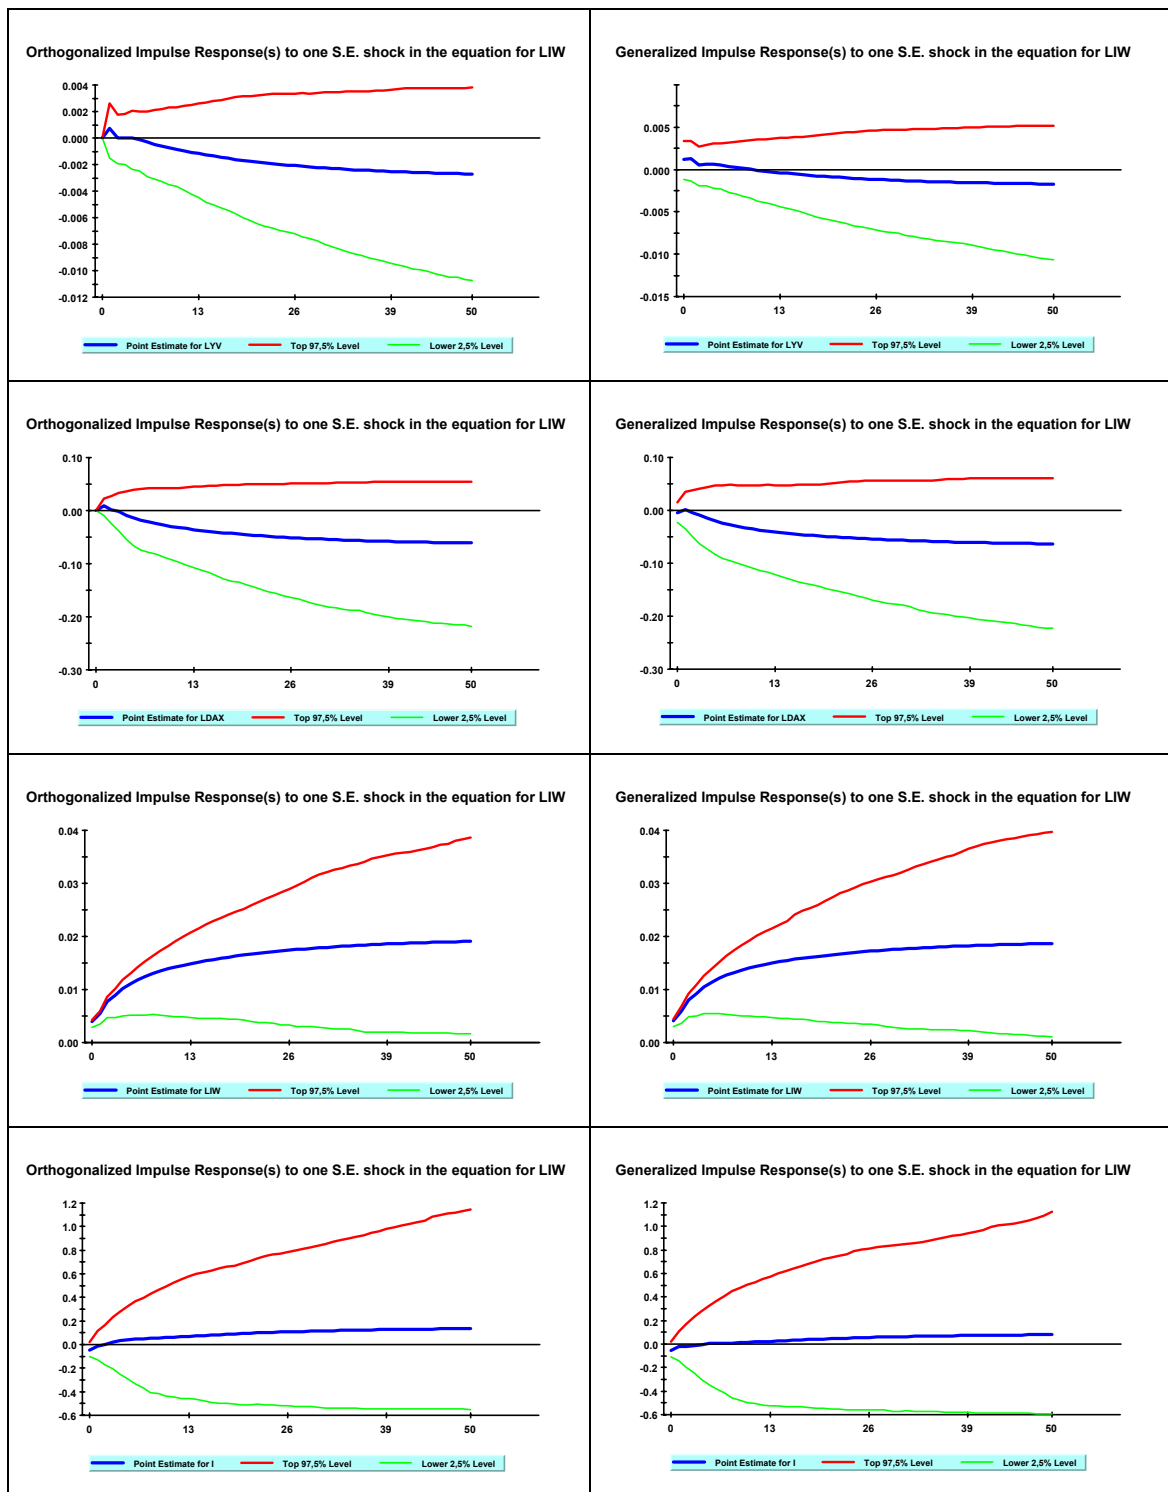 Orthogonalized Impulse Response(s) to one S.E. shock in the equation for LIW
0.004
0.002
0.000
-0.002
-0.004
-0.006
-0.008
-0.010
-0.012
0 13 26 39 50
Point Estimate for LYV Top 97,5% Level Lower 2,5% Level
Generalized Impulse Response(s) to one S.E. shock in the equation for LIW
0.005
0.000
-0.005
-0.010
-0.015
0 13 26 39 50
Point Estimate for LYV Top 97,5% Level Lower 2,5% Level
Orthogonalized Impulse Response(s) to one S.E. shock in the equation for LIW
0.10
0.00
-0.10
-0.20
-0.30
0 13 26 39 50
Point Estimate for LDAX Top 97,5% Level Lower 2,5% Level
Generalized Impulse Response(s) to one S.E. shock in the equation for LIW
0.10
0.00
-0.10
-0.20
-0.30
0 13 26 39 50
Point Estimate for LDAX Top 97,5% Level Lower 2,5% Level
Orthogonalized Impulse Response(s) to one S.E. shock in the equation for LIW
0.04
0.03
0.02
0.01
0.00
0 13 26 39 50
Point Estimate for LIW Top 97,5% Level Lower 2,5% Level
Generalized Impulse Response(s) to one S.E. shock in the equation for LIW
0.04
0.03
0.02
0.01
0.00
0 13 26 39 50
Point Estimate for LIW Top 97,5% Level Lower 2,5% Level
Orthogonalized Impulse Response(s) to one S.E. shock in the equation for LIW
1.2
1.0
0.8
0.6
0.4
0.2
0.0
-0.2
-0.4
-0.6
0 13 26 39 50
Point Estimate for I Top 97,5% Level Lower 2,5% Level
Generalized Impulse Response(s) to one S.E. shock in the equation for LIW
1.2
1.0
0.8
0.6
0.4
0.2
0.0
-0.2
-0.4
-0.6
0 13 26 39 50
Point Estimate for I Top 97,5% Level Lower 2,5% Level